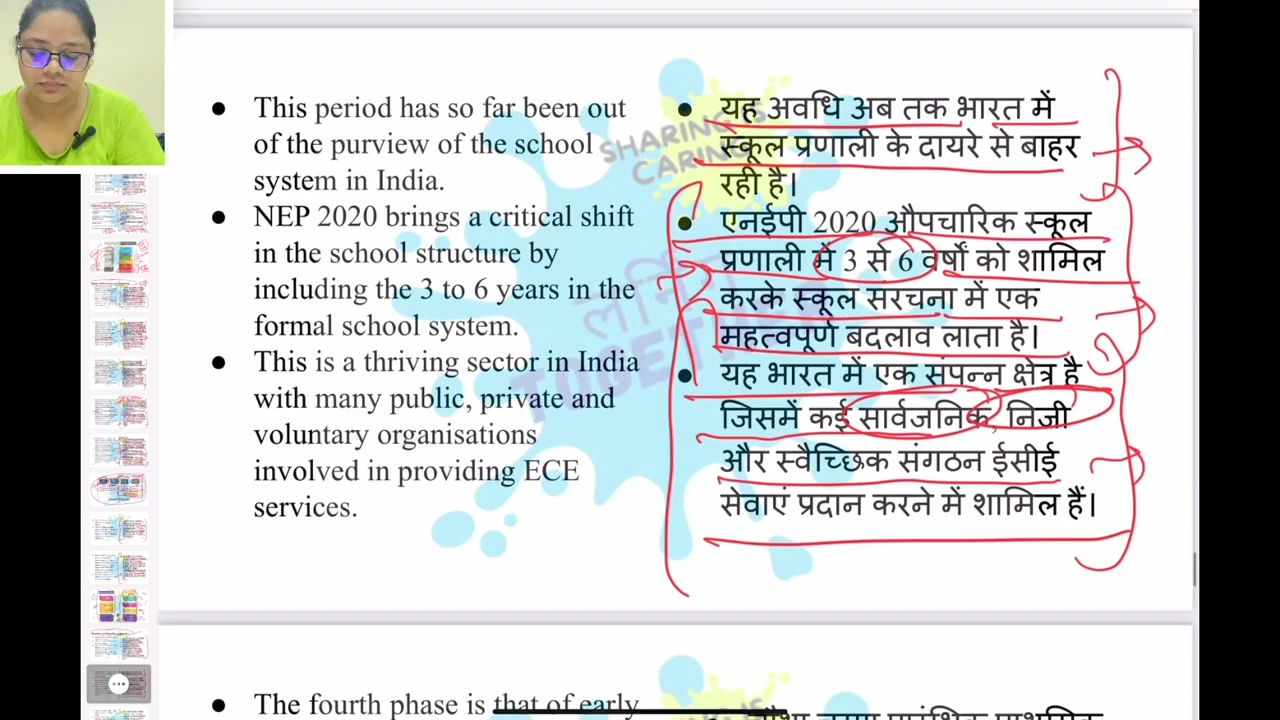 This period has so far been out
of the purview of the school
system in India.
NEP 2020 brings a critical shift
in the school structure by
including the 3 to 6 years in the
formal school system.
This is a thriving sector in India
with many public, private and
voluntary organisations
involved in providing ECE
services.
यह अवधि अब तक भारत में
स्कूल प्रणाली के दायरे से बाहर
रही है।
एनईपी 2020 औपचारिक स्कूल
प्रणाली में 3 से 6 वर्षों को शामिल
करके स्कूल संरचना में एक
महत्वपूर्ण बदलाव लाता है।
यह भारत में एक संपन्न क्षेत्र है
जिसमें कई सार्वजनिक, निजी
और स्वैच्छिक संगठन ईसीई
सेवाएं प्रदान करने में शामिल हैं।
SHARING IS
CARING
The fourth phase is that of early